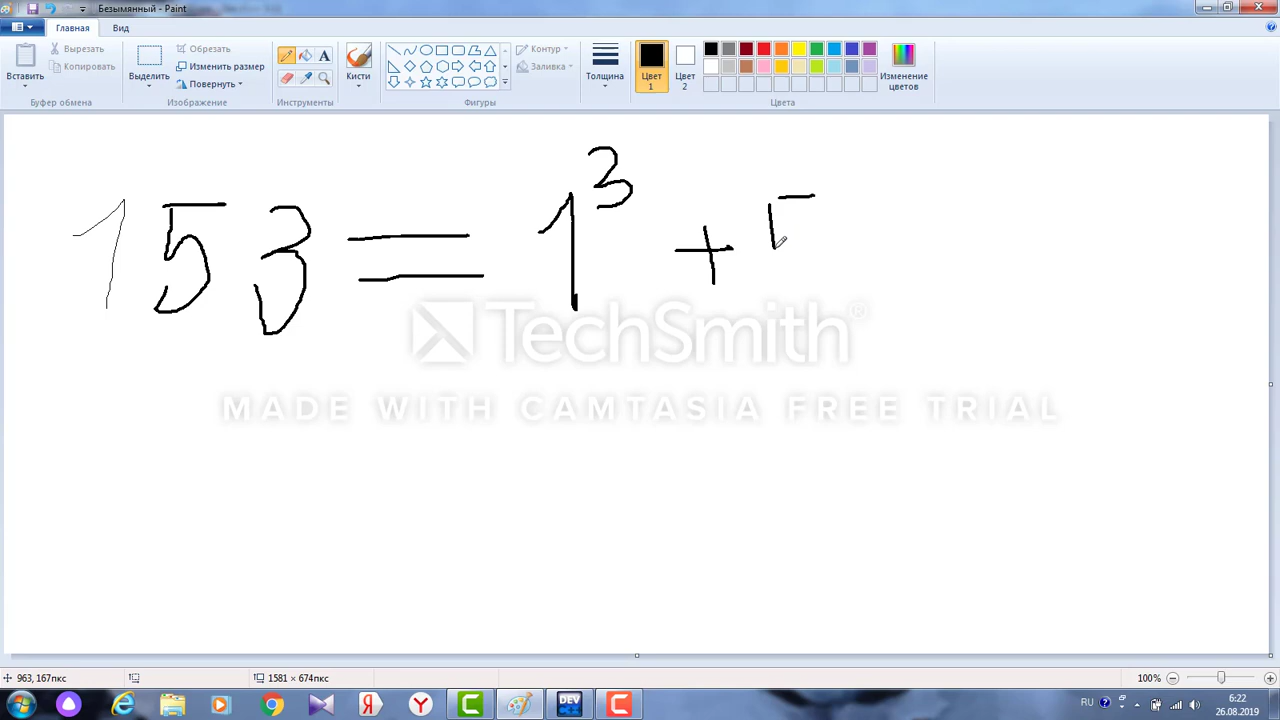 Безымянный - Paint
Главная Вид
Вставить
Вырезать
Копировать
Буфер обмена
Выделить
Обрезать
Изменить размер
Повернуть
Изображение
A
Инструменты
Кисти
Контур
Заливка
Фигуры
Толщина
Цвет 1
Цвет 2
Изменение цветов
Цвета
153 = 1³ + 5
TechSmith®
MADE WITH CAMTASIA FREE TRIAL
963, 167пкс
1581 × 674пкс
100%
DEV
RU
6:22
26.08.2019